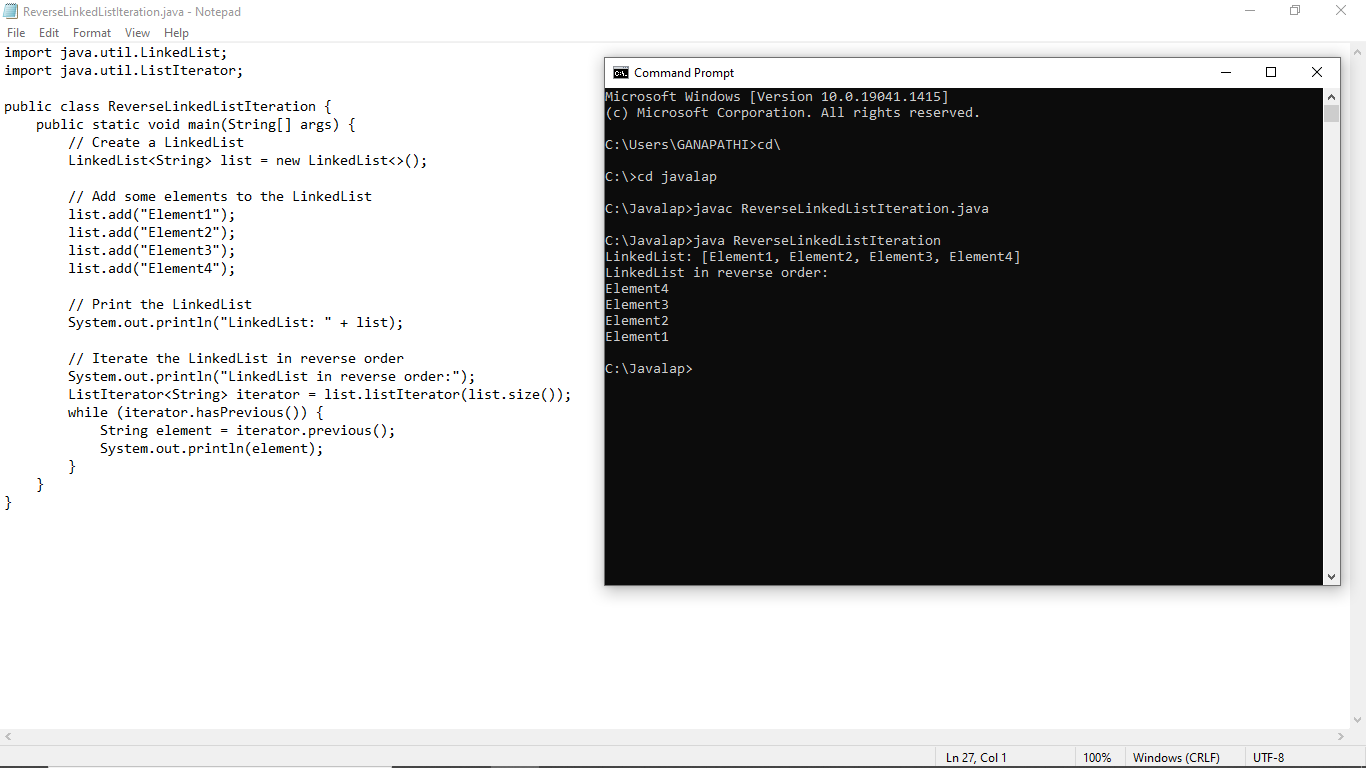 ReverseLinkedListIteration.java - Notepad
File Edit Format View Help
import java.util.LinkedList;
import java.util.ListIterator;
public class ReverseLinkedListIteration {
public static void main(String[] args) {
// Create a LinkedList
LinkedList<String> list = new LinkedList<>();
// Add some elements to the LinkedList
list.add("Element1");
list.add("Element2");
list.add("Element3");
list.add("Element4");
// Print the LinkedList
System.out.println("LinkedList: " + list);
// Iterate the LinkedList in reverse order
System.out.println("LinkedList in reverse order:");
ListIterator<String> iterator = list.listIterator(list.size());
while (iterator.hasPrevious()) {
String element = iterator.previous();
System.out.println(element);
}
}
}
Command Prompt
Microsoft Windows [Version 10.0.19041.1415]
(c) Microsoft Corporation. All rights reserved.
C:\Users\GANAPATHI>cd\
C:\>cd javalap
C:\Javalap>javac ReverseLinkedListIteration.java
C:\Javalap>java ReverseLinkedListIteration
LinkedList: [Element1, Element2, Element3, Element4]
LinkedList in reverse order:
Element4
Element3
Element2
Element1
C:\Javalap>
Ln 27, Col 1 100% Windows (CRLF) UTF-8